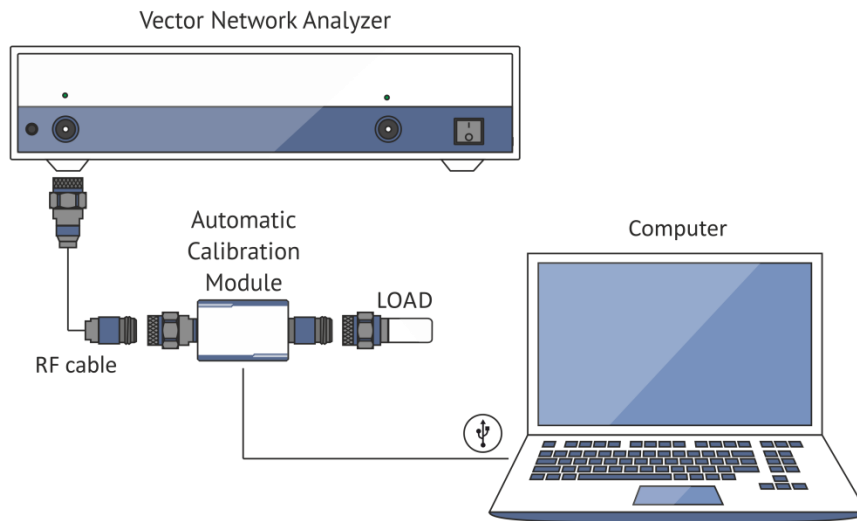 Vector Network Analyzer
Automatic
Calibration
Module
Computer
LOAD
RF cable